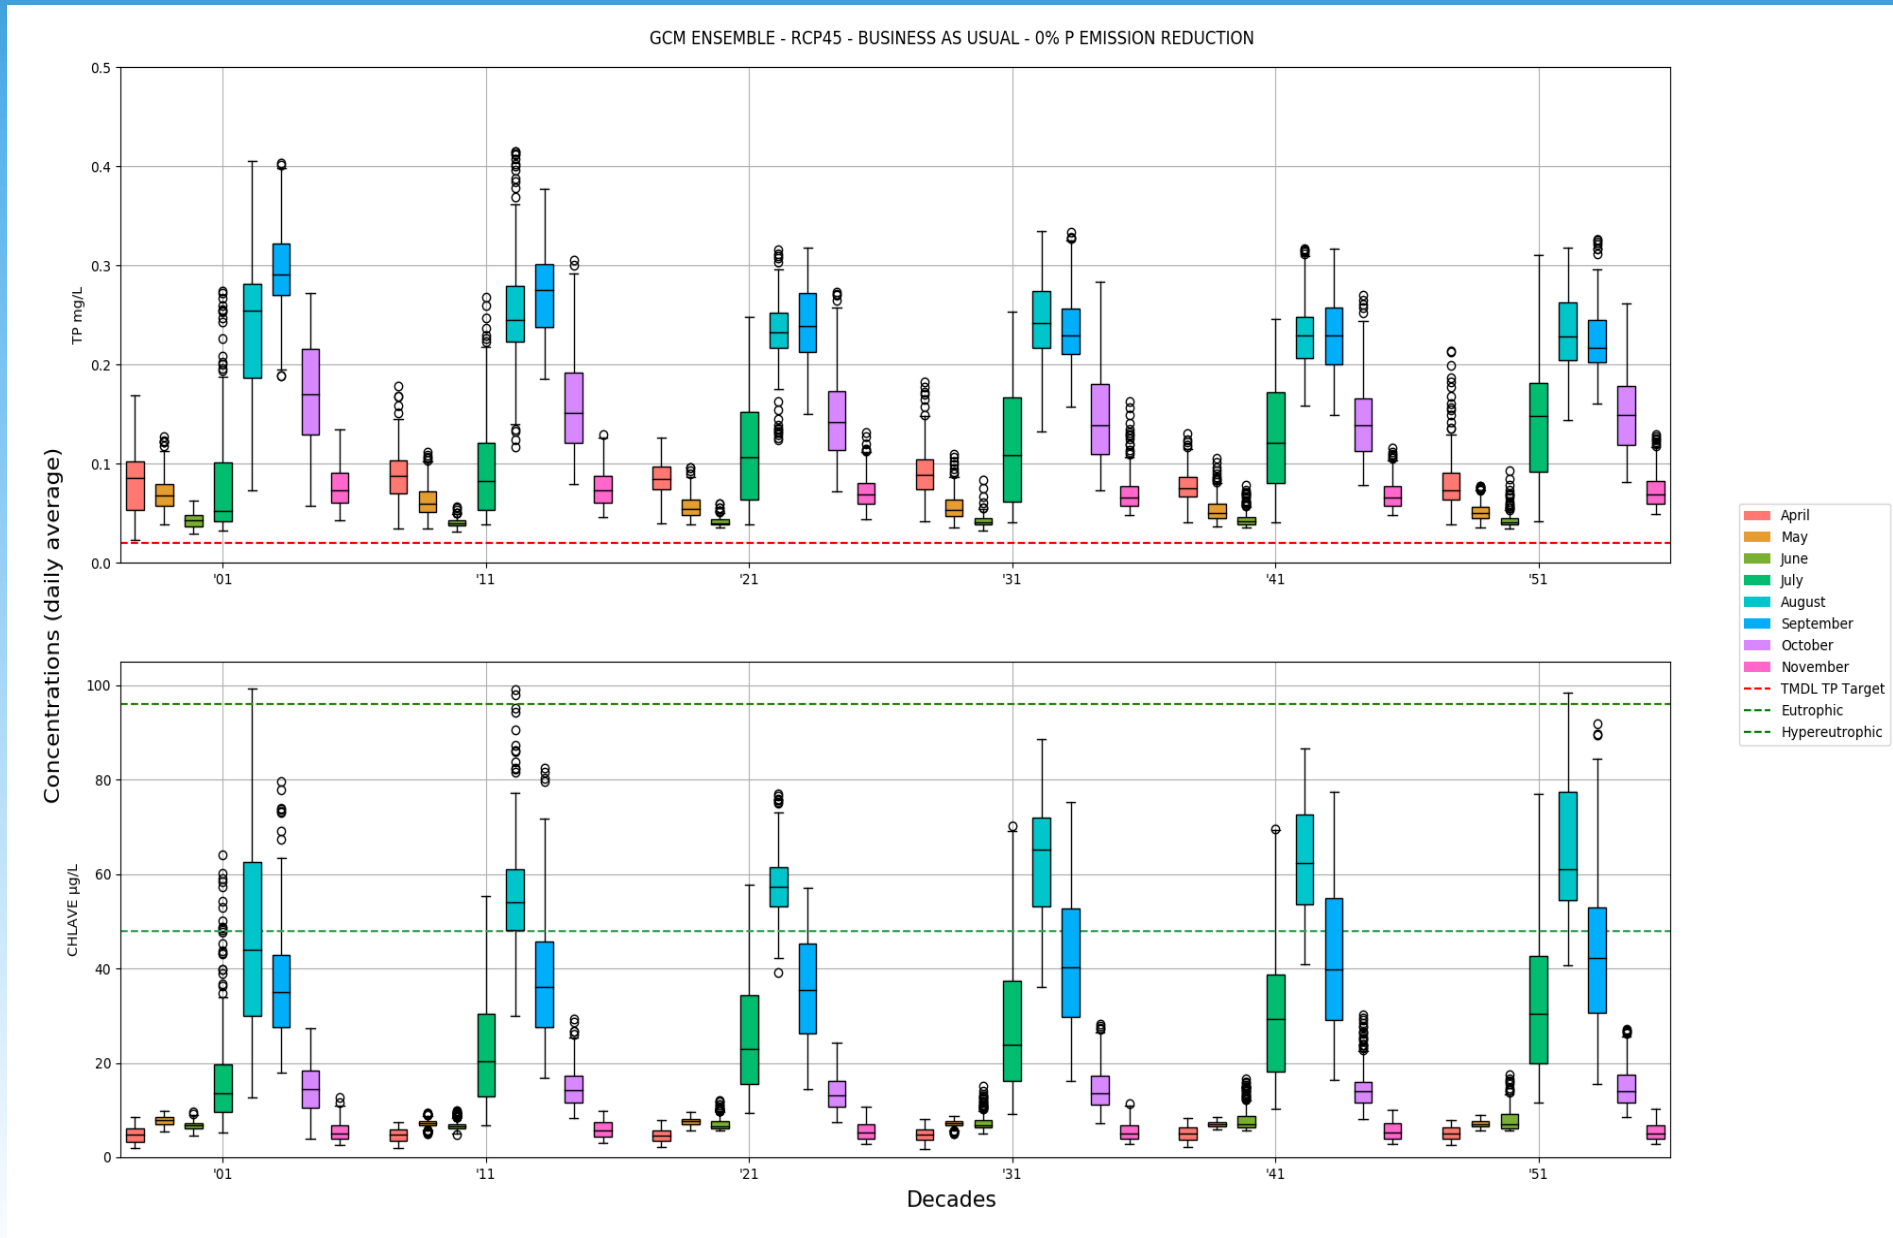 GCM ENSEMBLE - RCP45 - BUSINESS AS USUAL - 0% P EMISSION REDUCTION
Concentrations (daily average)
TP mg/L
0.5
0.4
0.3
0.2
0.1
0.0
'01 '11 '21 '31 '41 '51
CHLAVE µg/L
100
80
60
40
20
0
'01 '11 '21 '31 '41 '51
Decades
April
May
June
July
August
September
October
November
TMDL TP Target
Eutrophic
Hypereutrophic